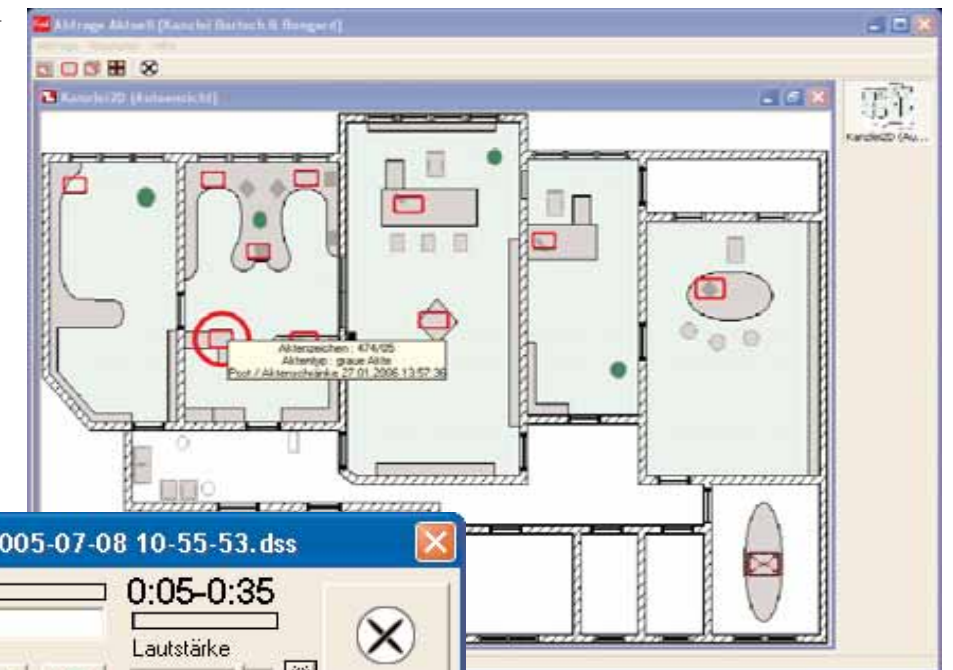 Abfrage Aktuell [Kanzlei Bartsch & Bongard]
Kanzlei2D (Autoansicht)
Kanzlei2D (Au...
Aktenzeichen : 474/05
Aktentyp : graue Akte
Post / Aktenschränke 27.01.2006 13:57:36
005-07-08 10-55-53.dss
0:05-0:35
Lautstärke